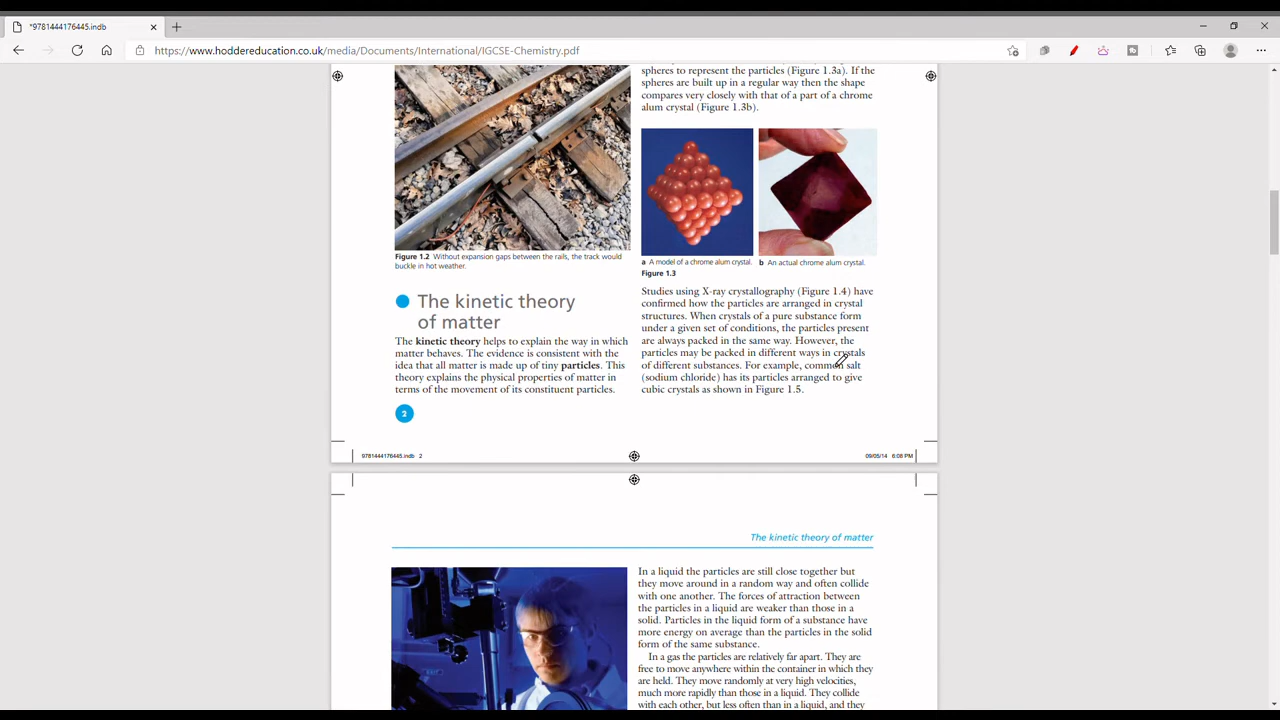 *9781444176445.indb
https://www.hoddereducation.co.uk/media/Documents/International/IGCSE-Chemistry.pdf
Figure 1.2 Without expansion gaps between the rails, the track would
buckle in hot weather.
The kinetic theory
of matter
The kinetic theory helps to explain the way in which
matter behaves. The evidence is consistent with the
idea that all matter is made up of tiny particles. This
theory explains the physical properties of matter in
terms of the movement of its constituent particles.
2
spheres to represent the particles (Figure 1.3a). If the
spheres are built up in a regular way then the shape
compares very closely with that of a part of a chrome
alum crystal (Figure 1.3b).
a A model of a chrome alum crystal.
b An actual chrome alum crystal.
Figure 1.3
Studies using X-ray crystallography (Figure 1.4) have
confirmed how the particles are arranged in crystal
structures. When crystals of a pure substance form
under a given set of conditions, the particles present
are always packed in the same way. However, the
particles may be packed in different ways in crystals
of different substances. For example, common salt
(sodium chloride) has its particles arranged to give
cubic crystals as shown in Figure 1.5.
9781444176445.indb 2
09/05/14 6:08 PM
The kinetic theory of matter
In a liquid the particles are still close together but
they move around in a random way and often collide
with one another. The forces of attraction between
the particles in a liquid are weaker than those in a
solid. Particles in the liquid form of a substance have
more energy on average than the particles in the solid
form of the same substance.
In a gas the particles are relatively far apart. They are
free to move anywhere within the container in which they
are held. They move randomly at very high velocities,
much more rapidly than those in a liquid. They collide
with each other, but less often than in a liquid, and they